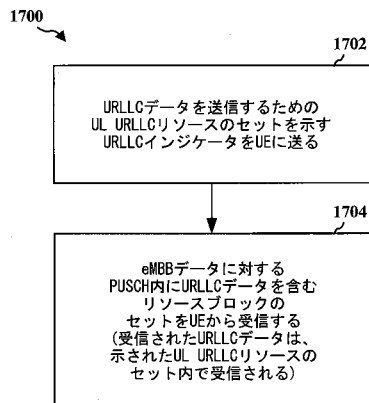 1700
1702
URLLCデータを送信するための
UL URLLCリソースのセットを示す
URLLCインジケータをUEに送る
1704
eMBBデータに対する
PUSCH内にURLLCデータを含む
リソースブロックの
セットをUEから受信する
(受信されたURLLCデータは、
示されたUL URLLCリソースの
セット内で受信される)